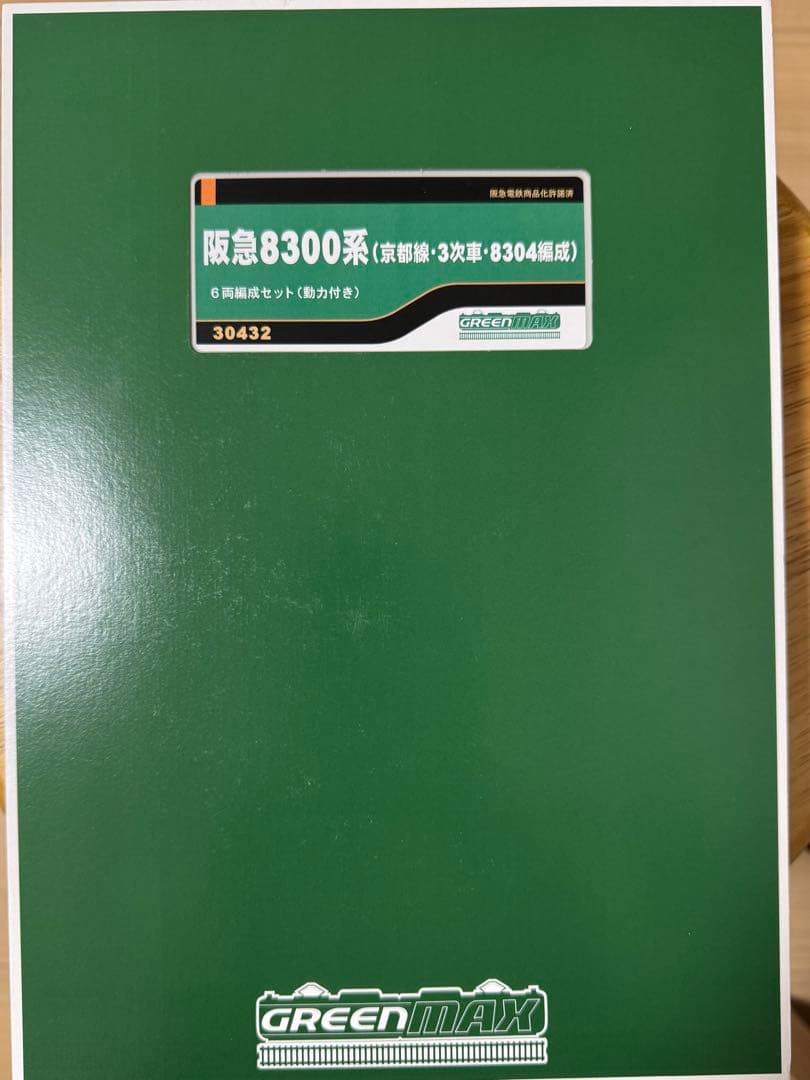 阪急電鉄商品化許諾済
阪急8300系(京都線・3次車・8304編成)
6両編成セット(動力付き)
GREENMAX
30432
GREENMAX